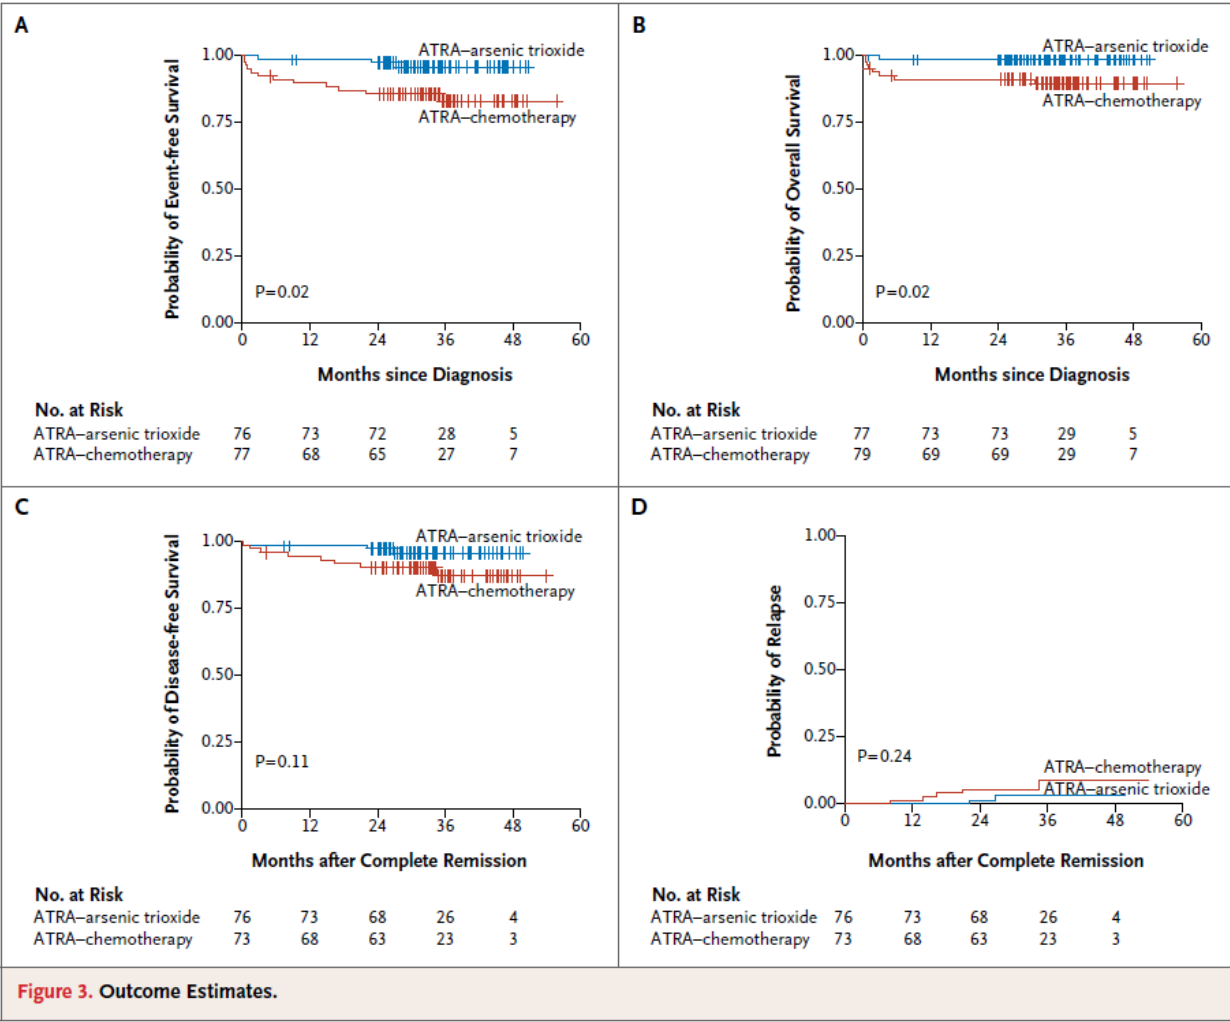 A
ATRA–arsenic trioxide
ATRA–chemotherapy
Probability of Event-free Survival
1.00
0.75
0.50
0.25
0.00
P=0.02
0 12 24 36 48 60
Months since Diagnosis
No. at Risk
ATRA–arsenic trioxide 76 73 72 28 5
ATRA–chemotherapy 77 68 65 27 7
B
ATRA–arsenic trioxide
ATRA–chemotherapy
Probability of Overall Survival
1.00
0.75
0.50
0.25
0.00
P=0.02
0 12 24 36 48 60
Months since Diagnosis
No. at Risk
ATRA–arsenic trioxide 77 73 73 29 5
ATRA–chemotherapy 79 69 69 29 7
C
ATRA–arsenic trioxide
ATRA–chemotherapy
Probability of Disease-free Survival
1.00
0.75
0.50
0.25
0.00
P=0.11
0 12 24 36 48 60
Months after Complete Remission
No. at Risk
ATRA–arsenic trioxide 76 73 68 26 4
ATRA–chemotherapy 73 68 63 23 3
D
Probability of Relapse
1.00
0.75
0.50
0.25
0.00
P=0.24
ATRA–chemotherapy
ATRA–arsenic trioxide
0 12 24 36 48 60
Months after Complete Remission
No. at Risk
ATRA–arsenic trioxide 76 73 68 26 4
ATRA–chemotherapy 73 68 63 23 3
Figure 3. Outcome Estimates.